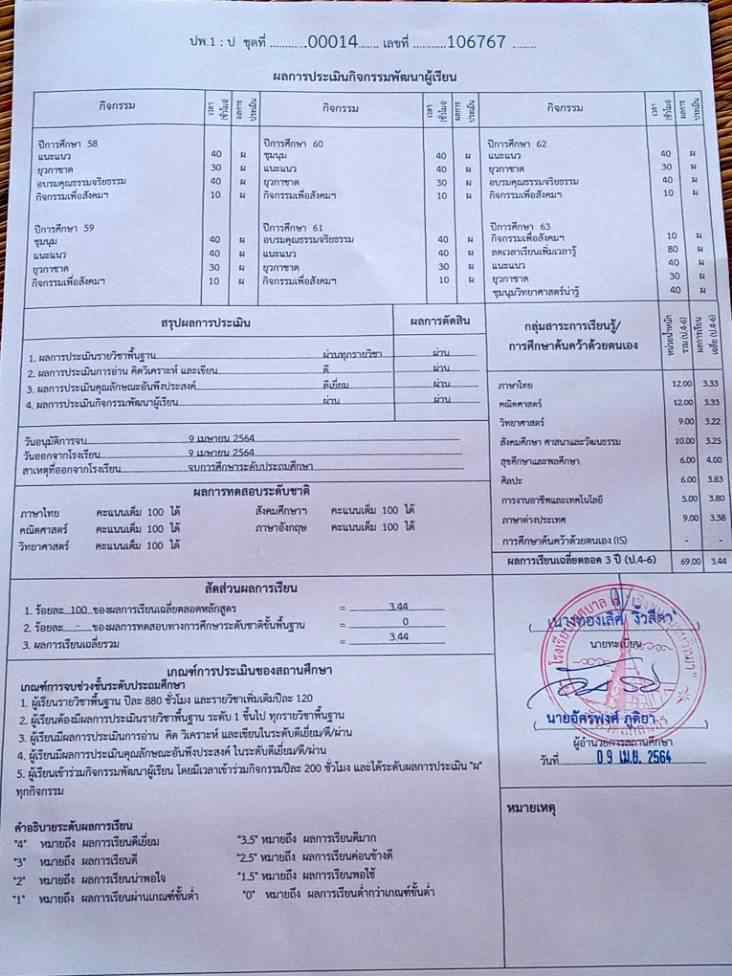 ปพ.1 : ป ชุดที่ ............00014....... เลขที่ ...........106767........
ผลการประเมินกิจกรรมพัฒนาผู้เรียน
กิจกรรม เวลา (ชั่วโมง) ผลการประเมิน กิจกรรม เวลา (ชั่วโมง) ผลการประเมิน กิจกรรม เวลา (ชั่วโมง) ผลการประเมิน
ปีการศึกษา 58
แนะแนว 40 ผ
ยุวกาชาด 30 ผ
อบรมคุณธรรมจริยธรรม 40 ผ
กิจกรรมเพื่อสังคมฯ 10 ผ
ปีการศึกษา 59
ชุมนุม 40 ผ
แนะแนว 40 ผ
ยุวกาชาด 30 ผ
กิจกรรมเพื่อสังคมฯ 10 ผ
ปีการศึกษา 60
ชุมนุม 40 ผ
แนะแนว 40 ผ
ยุวกาชาด 30 ผ
กิจกรรมเพื่อสังคมฯ 10 ผ
ปีการศึกษา 61
อบรมคุณธรรมจริยธรรม 40 ผ
แนะแนว 40 ผ
ยุวกาชาด 30 ผ
กิจกรรมเพื่อสังคมฯ 10 ผ
ปีการศึกษา 62
แนะแนว 40 ผ
ยุวกาชาด 30 ผ
อบรมคุณธรรมจริยธรรม 40 ผ
กิจกรรมเพื่อสังคมฯ 10 ผ
ปีการศึกษา 63
กิจกรรมเพื่อสังคมฯ 10 ผ
ลดเวลาเรียนเพิ่มเวลารู้ 80 ผ
แนะแนว 40 ผ
ยุวกาชาด 30 ผ
ชุมนุมวิทยาศาสตร์น่ารู้ 40 ผ
สรุปผลการประเมิน ผลการตัดสิน
1. ผลการประเมินรายวิชาพื้นฐาน ผ่านทุกรายวิชา ผ่าน
2. ผลการประเมินการอ่าน คิดวิเคราะห์ และเขียน ดี ผ่าน
3. ผลการประเมินคุณลักษณะอันพึงประสงค์ ดีเยี่ยม ผ่าน
4. ผลการประเมินกิจกรรมพัฒนาผู้เรียน ผ่าน ผ่าน
วันอนุมัติการจบ 9 เมษายน 2564
วันออกจากโรงเรียน 9 เมษายน 2564
สาเหตุที่ออกจากโรงเรียน จบการศึกษาระดับประถมศึกษา
ผลการทดสอบระดับชาติ
ภาษาไทย คะแนนเต็ม 100 ได้ สังคมศึกษาฯ คะแนนเต็ม 100 ได้
คณิตศาสตร์ คะแนนเต็ม 100 ได้ ภาษาอังกฤษ คะแนนเต็ม 100 ได้
วิทยาศาสตร์ คะแนนเต็ม 100 ได้
กลุ่มสาระการเรียนรู้/
การศึกษาค้นคว้าด้วยตนเอง
หน่วยน้ำหนักรวม (ป.4-6) ผลการเรียนเฉลี่ย (ป.4-6)
ภาษาไทย 12.00 3.33
คณิตศาสตร์ 12.00 3.33
วิทยาศาสตร์ 9.00 3.22
สังคมศึกษา ศาสนาและวัฒนธรรม 10.00 3.25
สุขศึกษาและพลศึกษา 6.00 4.00
ศิลปะ 6.00 3.83
การงานอาชีพและเทคโนโลยี 5.00 3.80
ภาษาต่างประเทศ 9.00 3.38
การศึกษาค้นคว้าด้วยตนเอง (IS) - -
ผลการเรียนเฉลี่ยตลอด 3 ปี (ป.4-6) 69.00 3.44
สัดส่วนผลการเรียน
1. ร้อยละ...100...ของผลการเรียนเฉลี่ยตลอดหลักสูตร = 3.44
2. ร้อยละ....-....ของผลการทดสอบทางการศึกษาระดับชาติขั้นพื้นฐาน = 0
3. ผลการเรียนเฉลี่ยรวม = 3.44
นายทะเบียน
นายอัครพงศ์ ภูติยา
ผู้อำนวยการสถานศึกษา
วันที่ 09 เม.ย. 2564
เกณฑ์การประเมินของสถานศึกษา
เกณฑ์การจบช่วงชั้นระดับประถมศึกษา
1. ผู้เรียนรายวิชาพื้นฐาน ปีละ 880 ชั่วโมง และรายวิชาเพิ่มเติมปีละ 120
2. ผู้เรียนต้องมีผลการประเมินรายวิชาพื้นฐาน ระดับ 1 ขึ้นไป ทุกรายวิชาพื้นฐาน
3. ผู้เรียนมีผลการประเมินการอ่าน คิด วิเคราะห์ และเขียนในระดับดีเยี่ยม/ดี/ผ่าน
4. ผู้เรียนมีผลการประเมินคุณลักษณะอันพึงประสงค์ ในระดับดีเยี่ยม/ดี/ผ่าน
5. ผู้เรียนเข้าร่วมกิจกรรมพัฒนาผู้เรียน โดยมีเวลาเข้าร่วมกิจกรรมปีละ 200 ชั่วโมง และได้ระดับผลการประเมิน "ผ"
ทุกกิจกรรม
คำอธิบายระดับผลการเรียน
"4" หมายถึง ผลการเรียนดีเยี่ยม "3.5" หมายถึง ผลการเรียนดีมาก
"3" หมายถึง ผลการเรียนดี "2.5" หมายถึง ผลการเรียนค่อนข้างดี
"2" หมายถึง ผลการเรียนน่าพอใจ "1.5" หมายถึง ผลการเรียนพอใช้
"1" หมายถึง ผลการเรียนผ่านเกณฑ์ขั้นต่ำ "0" หมายถึง ผลการเรียนต่ำกว่าเกณฑ์ขั้นต่ำ
หมายเหตุ